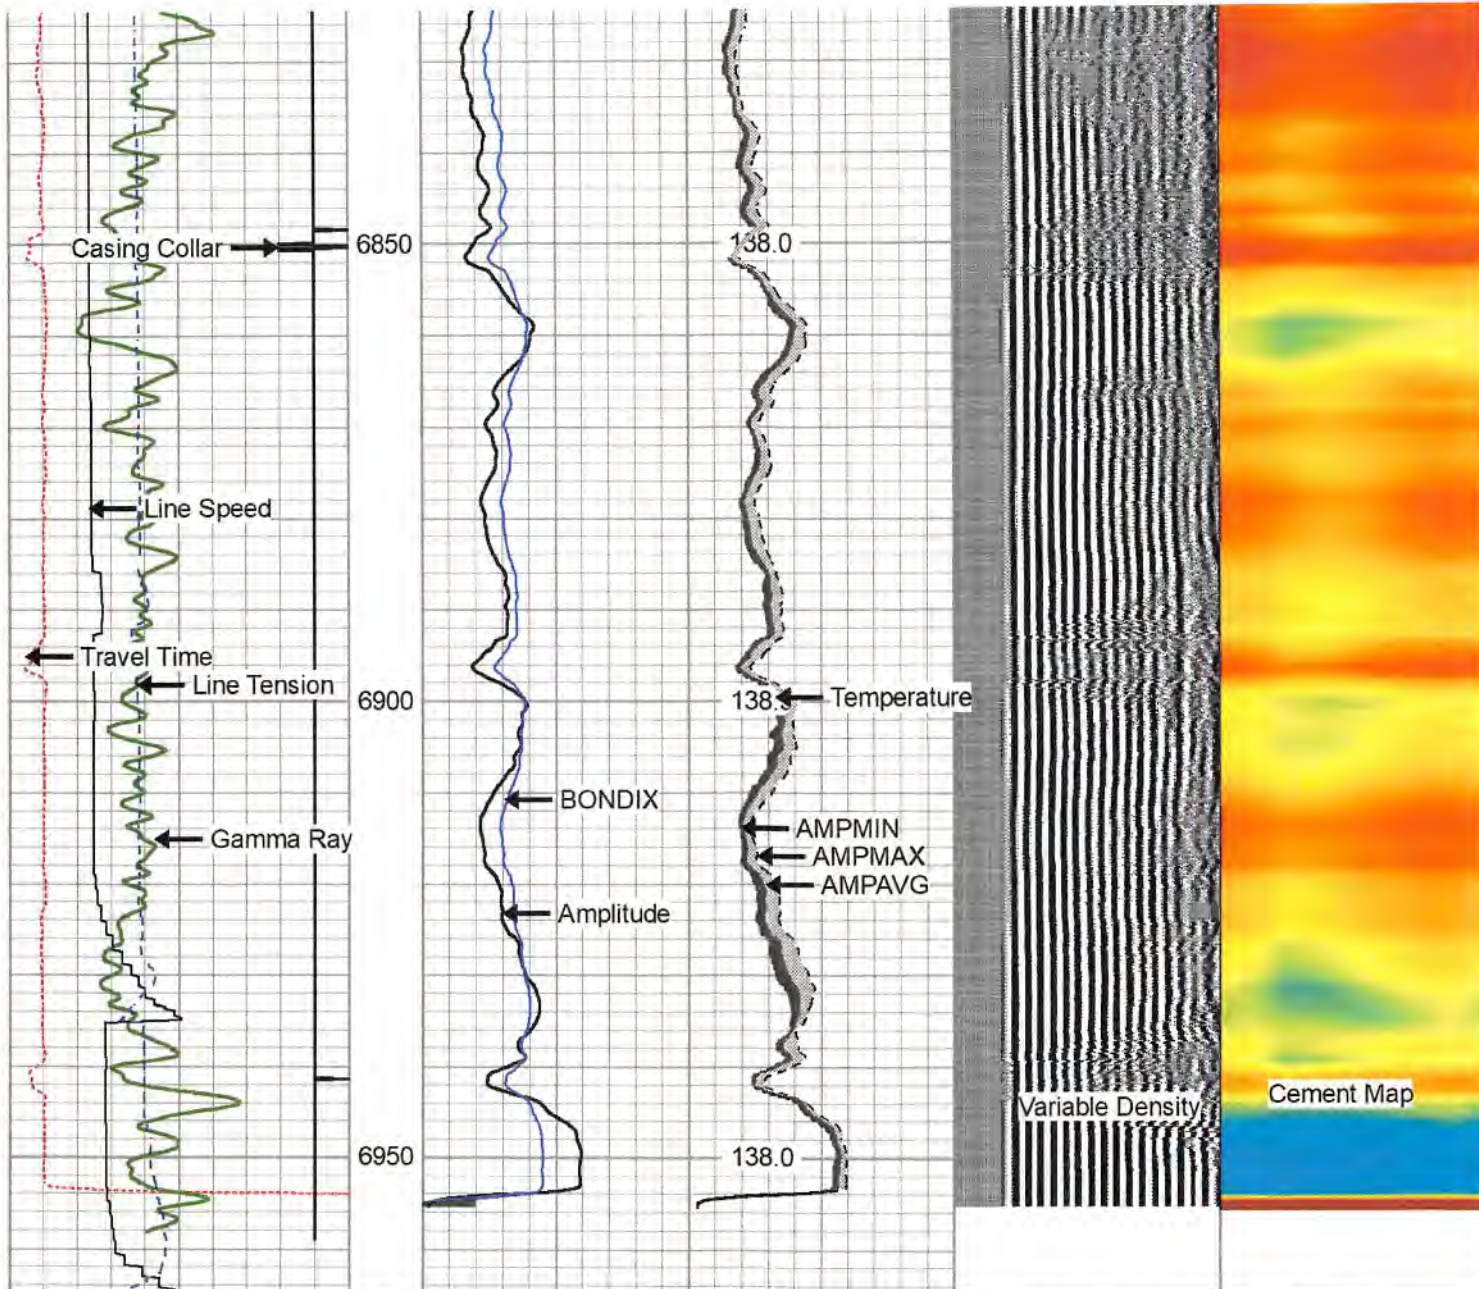 Casing Collar
6850
138.0
Line Speed
Travel Time
Line Tension
6900
Temperature
BONDIX
AMPMIN
Gamma Ray
AMPMAX
AMPAVG
Amplitude
Variable Density
Cement Map
6950
138.0